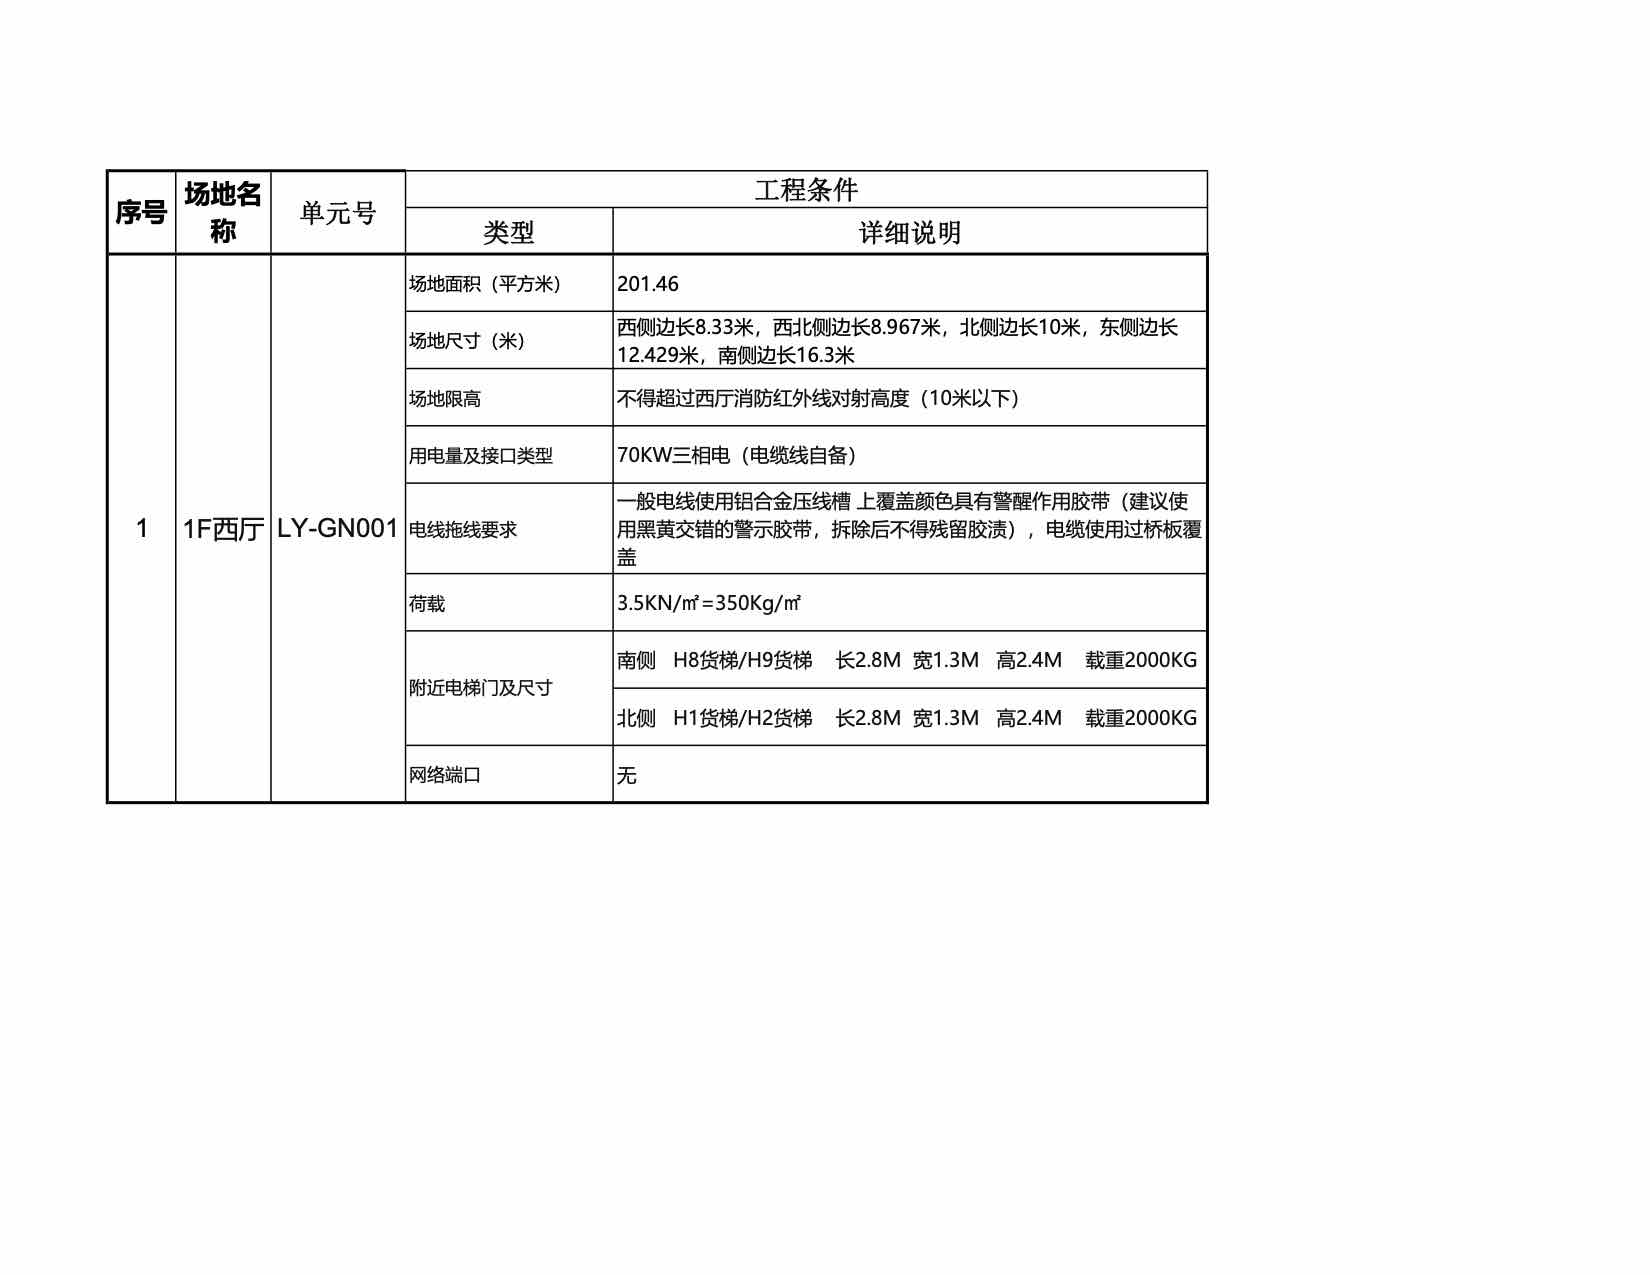 序号
场地名
称
单元号
工程条件
类型
详细说明
1
1F西厅
LY-GN001
场地面积（平方米）
201.46
场地尺寸（米）
西侧边长8.33米，西北侧边长8.967米，北侧边长10米，东侧边长
12.429米，南侧边长16.3米
场地限高
不得超过西厅消防红外线对射高度（10米以下）
用电量及接口类型
70KW三相电（电缆线自备）
电线拖线要求
一般电线使用铝合金压线槽 上覆盖颜色具有警醒作用胶带（建议使
用黑黄交错的警示胶带，拆除后不得残留胶渍），电缆使用过桥板覆
盖
荷载
3.5KN/㎡=350Kg/㎡
附近电梯门及尺寸
南侧 H8货梯/H9货梯 长2.8M 宽1.3M 高2.4M 载重2000KG
北侧 H1货梯/H2货梯 长2.8M 宽1.3M 高2.4M 载重2000KG
网络端口
无